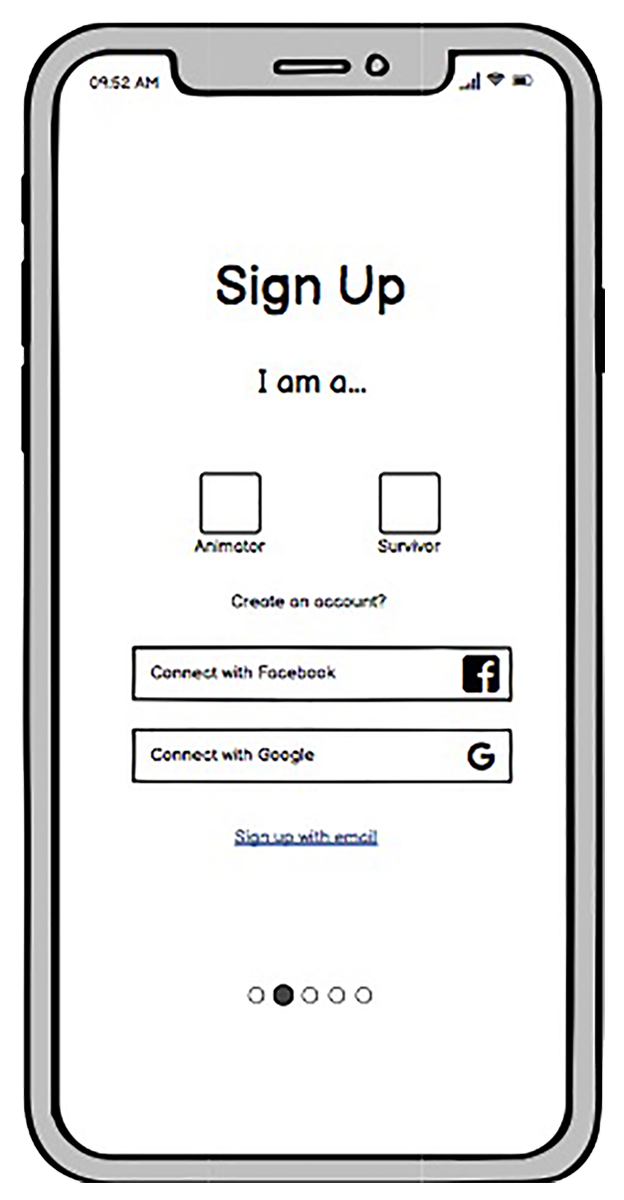 09:52 AM
Sign Up
I am a...
Animator Survivor
Create an account?
Connect with Facebook f
Connect with Google G
Sign up with email